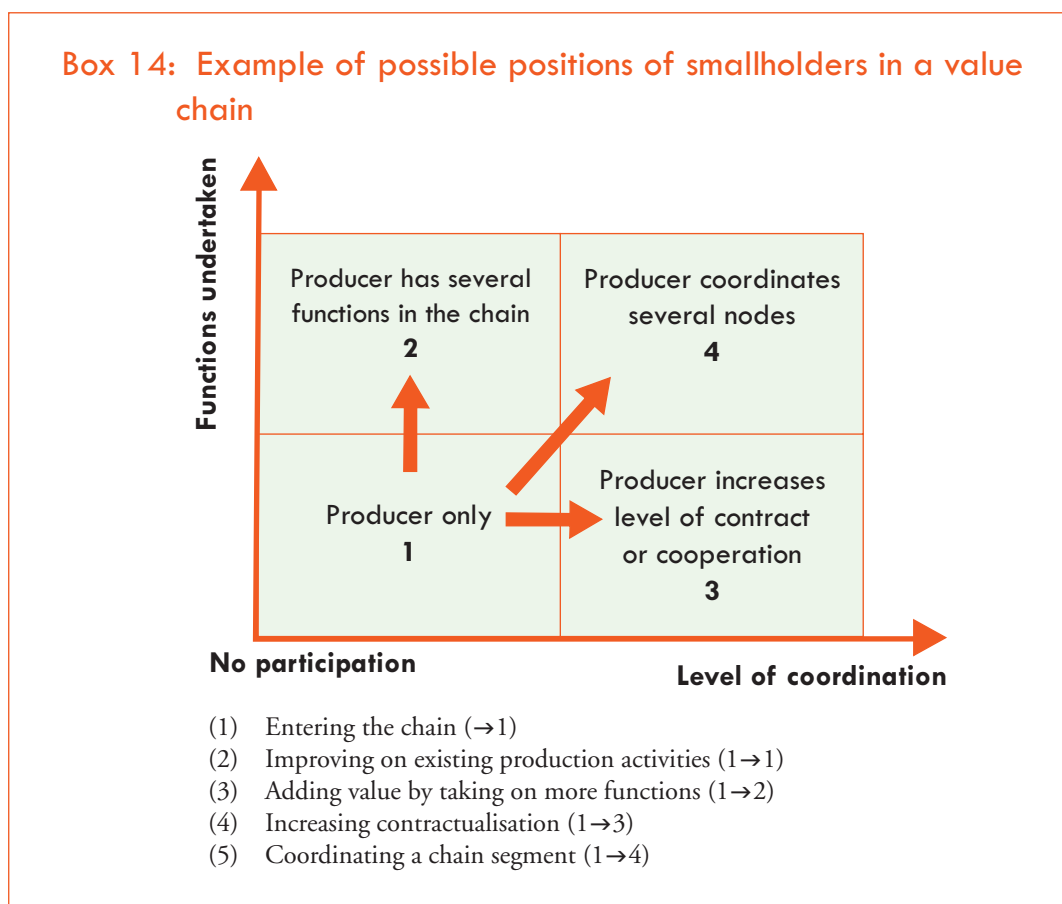 Box 14: Example of possible positions of smallholders in a value
chain
Functions undertaken
Producer has several
functions in the chain
2
Producer coordinates
several nodes
4
Producer only
1
Producer increases
level of contract
or cooperation
3
No participation
Level of coordination
(1) Entering the chain (→1)
(2) Improving on existing production activities (1→1)
(3) Adding value by taking on more functions (1→2)
(4) Increasing contractualisation (1→3)
(5) Coordinating a chain segment (1→4)